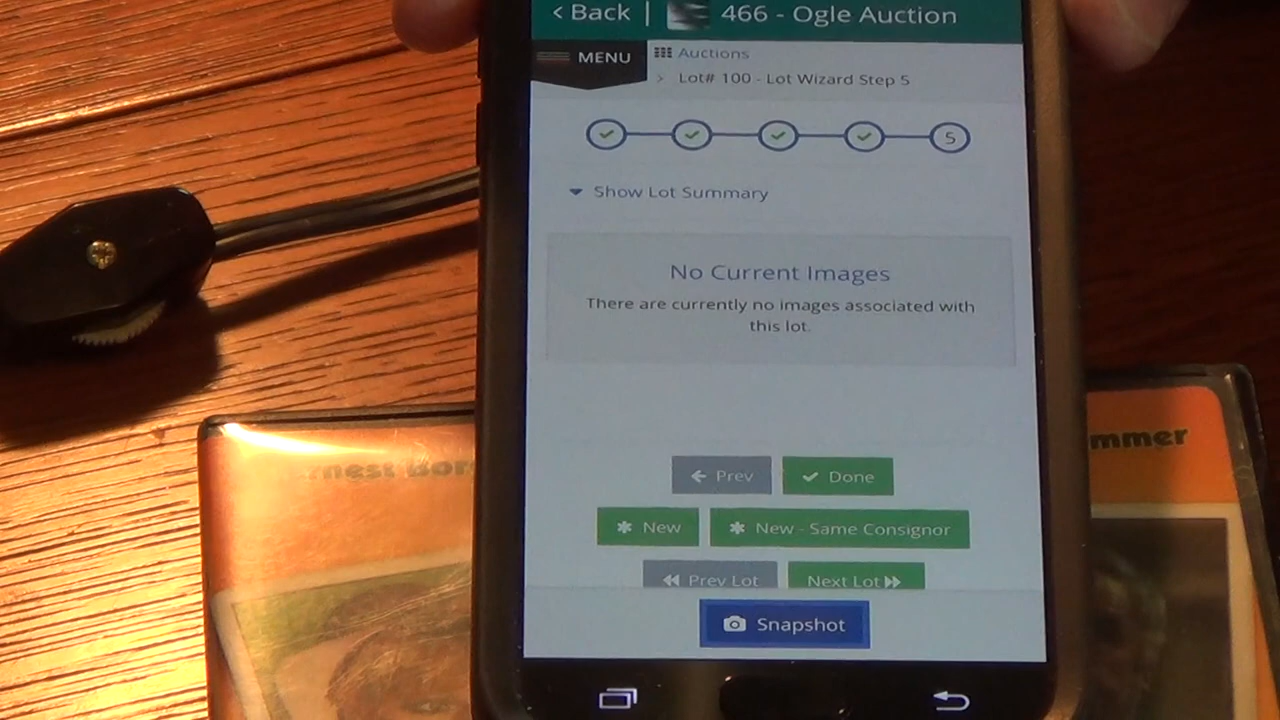 < Back | 466 - Ogle Auction
MENU
Auctions
> Lot# 100 - Lot Wizard Step 5
5
Show Lot Summary
No Current Images
There are currently no images associated with
this lot.
Prev
Done
New
New - Same Consignor
Prev Lot
Next Lot
Snapshot
rnest Bor
mmer